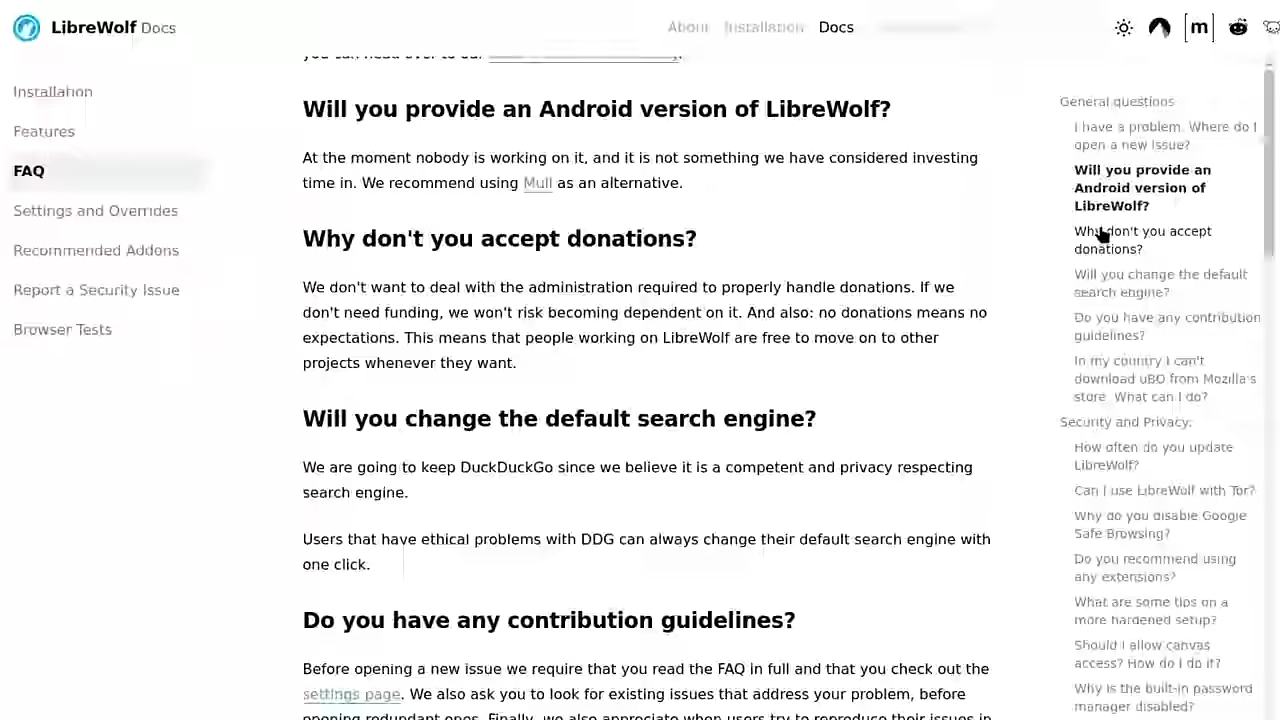 LibreWolf Docs
About Installation Docs
m
Installation
Features
FAQ
Settings and Overrides
Recommended Addons
Report a Security Issue
Browser Tests
you can head over to our
Will you provide an Android version of LibreWolf?
At the moment nobody is working on it, and it is not something we have considered investing
time in. We recommend using Mull as an alternative.
Why don't you accept donations?
We don't want to deal with the administration required to properly handle donations. If we
don't need funding, we won't risk becoming dependent on it. And also: no donations means no
expectations. This means that people working on LibreWolf are free to move on to other
projects whenever they want.
Will you change the default search engine?
We are going to keep DuckDuckGo since we believe it is a competent and privacy respecting
search engine.
Users that have ethical problems with DDG can always change their default search engine with
one click.
Do you have any contribution guidelines?
Before opening a new issue we require that you read the FAQ in full and that you check out the
settings page. We also ask you to look for existing issues that address your problem, before
opening redundant ones. Finally, we also appreciate when users try to reproduce their issues in
General questions
I have a problem. Where do I
open a new issue?
Will you provide an
Android version of
LibreWolf?
Why don't you accept
donations?
Will you change the default
search engine?
Do you have any contribution
guidelines?
In my country I can't
download uBO from Mozilla's
store. What can I do?
Security and Privacy:
How often do you update
LibreWolf?
Can I use LibreWolf with Tor?
Why do you disable Google
Safe Browsing?
Do you recommend using
any extensions?
What are some tips on a
more hardened setup?
Should I allow canvas
access? How do I do it?
Why is the built-in password
manager disabled?